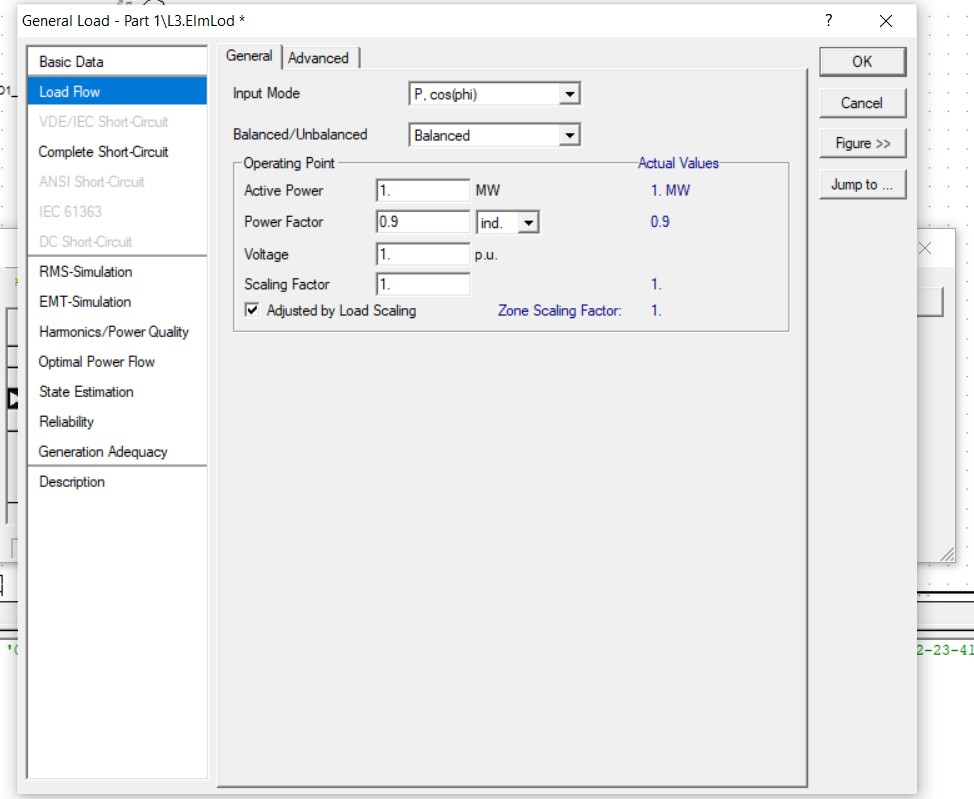 General Load - Part 1\L3.ElmLod *
?
Basic Data
Load Flow
VDE/IEC Short-Circuit
Complete Short-Circuit
ANSI Short-Circuit
IEC 61363
DC Short-Circuit
RMS-Simulation
EMT-Simulation
Harmonics/Power Quality
Optimal Power Flow
State Estimation
Reliability
Generation Adequacy
Description
General Advanced
Input Mode P, cos(phi)
Balanced/Unbalanced Balanced
Operating Point Actual Values
Active Power 1. MW 1. MW
Power Factor 0.9 ind. 0.9
Voltage 1. p.u.
Scaling Factor 1. 1.
Adjusted by Load Scaling Zone Scaling Factor: 1.
OK
Cancel
Figure >>
Jump to ...
2-23-41